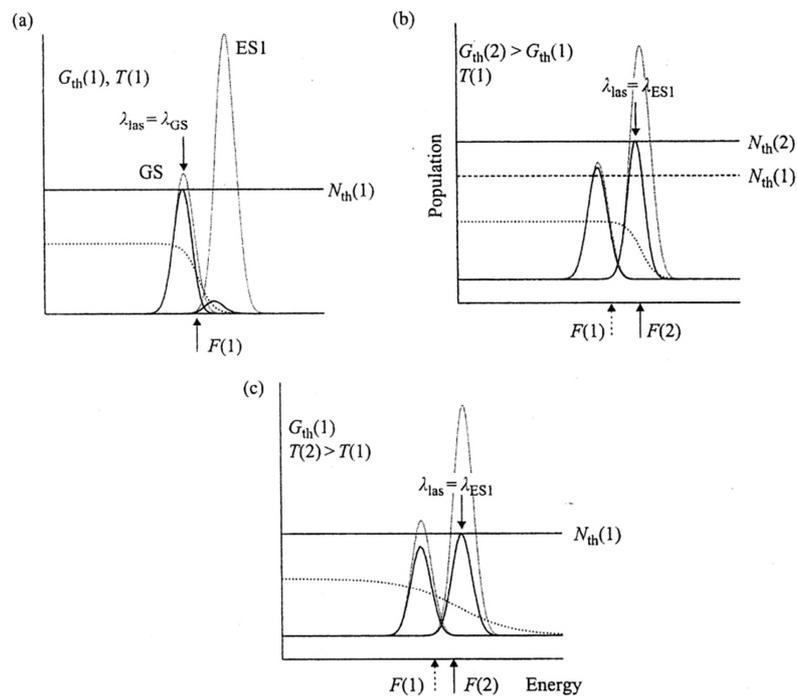 (a)
ES1
G_th(1), T(1)
λ_las = λ_GS
GS
N_th(1)
F(1)
(b)
G_th(2) > G_th(1)
T(1)
λ_las = λ_ES1
N_th(2)
N_th(1)
Population
F(1)
F(2)
(c)
G_th(1)
T(2) > T(1)
λ_las = λ_ES1
N_th(1)
F(1)
F(2)
Energy